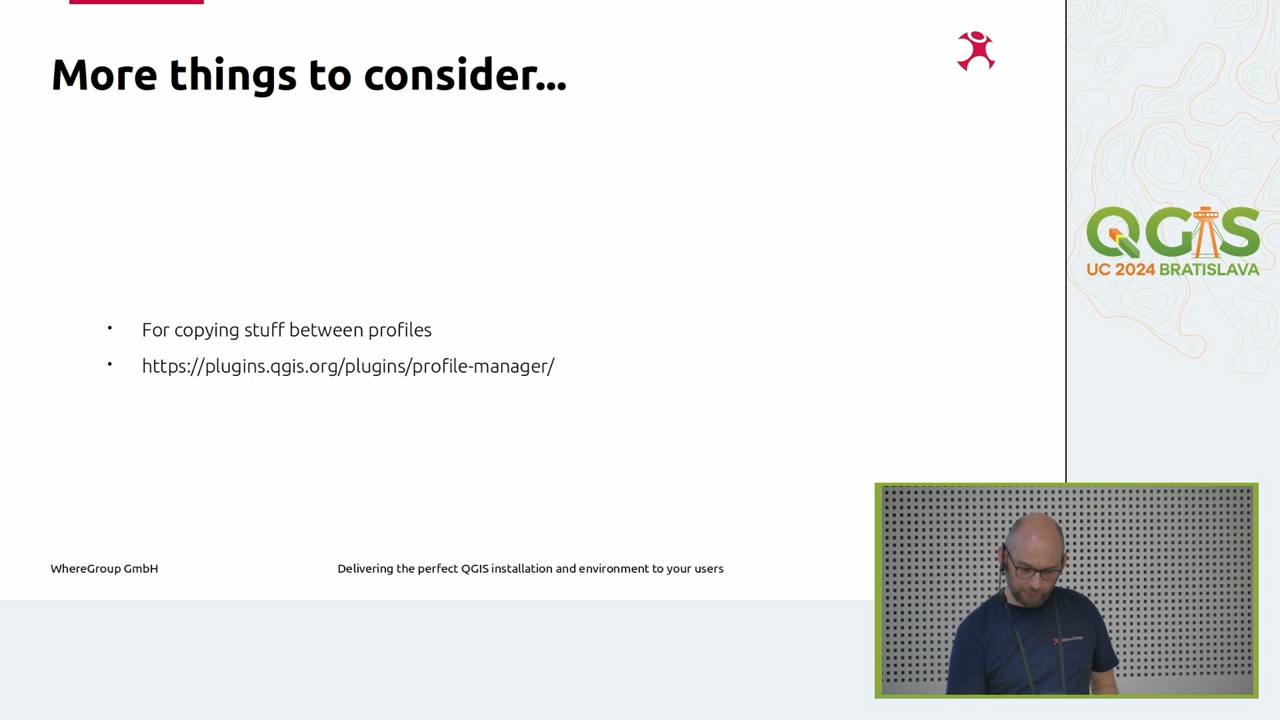 More things to consider...
For copying stuff between profiles
https://plugins.qgis.org/plugins/profile-manager/
WhereGroup GmbH
Delivering the perfect QGIS installation and environment to your users
QGIS
UC 2024 BRATISLAVA
WhereGroup